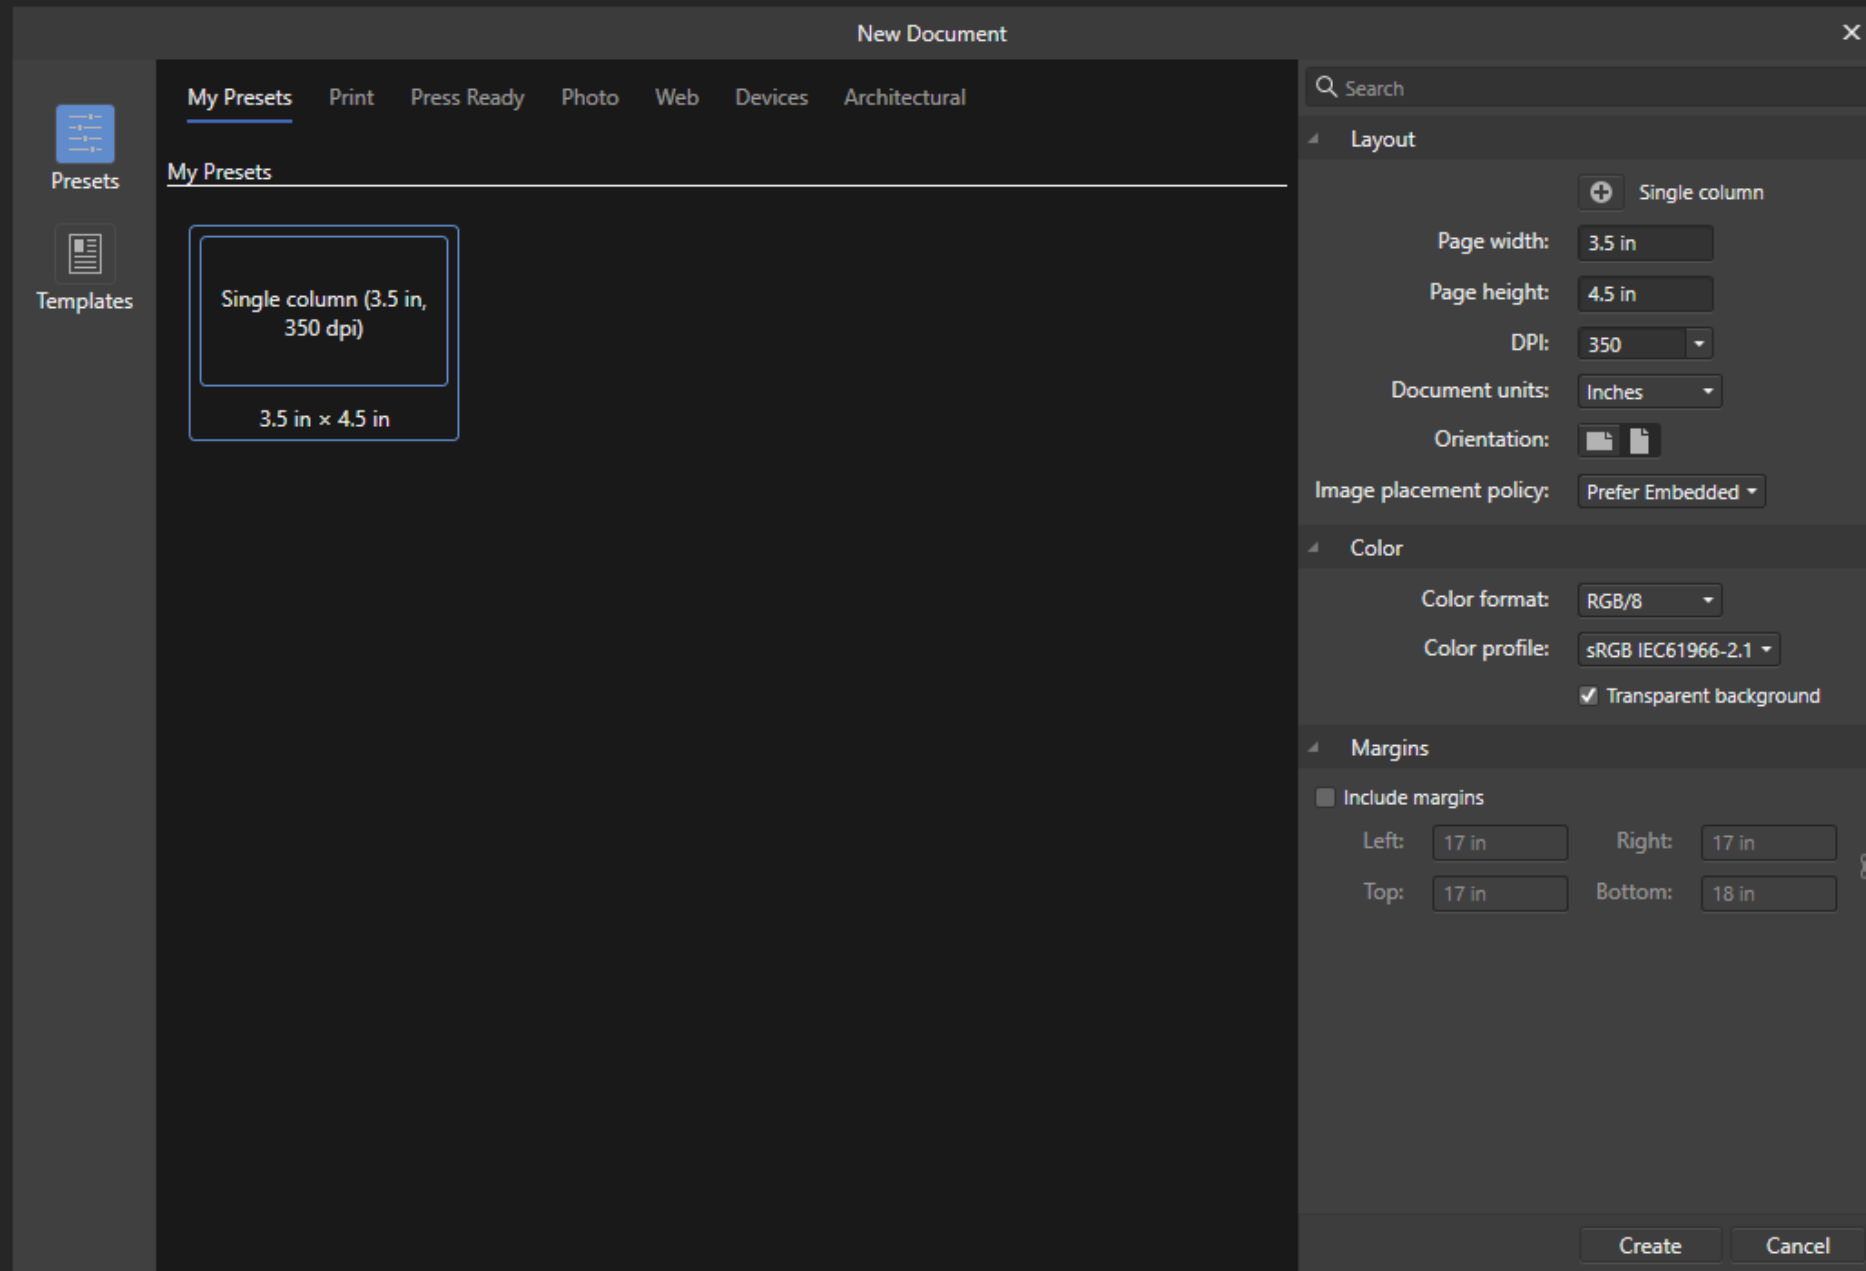 New Document
Presets
Templates
My Presets Print Press Ready Photo Web Devices Architectural
My Presets
Single column (3.5 in,
350 dpi)
3.5 in × 4.5 in
Search
Layout
Single column
Page width: 3.5 in
Page height: 4.5 in
DPI: 350
Document units: Inches
Orientation:
Image placement policy: Prefer Embedded
Color
Color format: RGB/8
Color profile: sRGB IEC61966-2.1
Transparent background
Margins
Include margins
Left: 17 in Right: 17 in
Top: 17 in Bottom: 18 in
Create Cancel